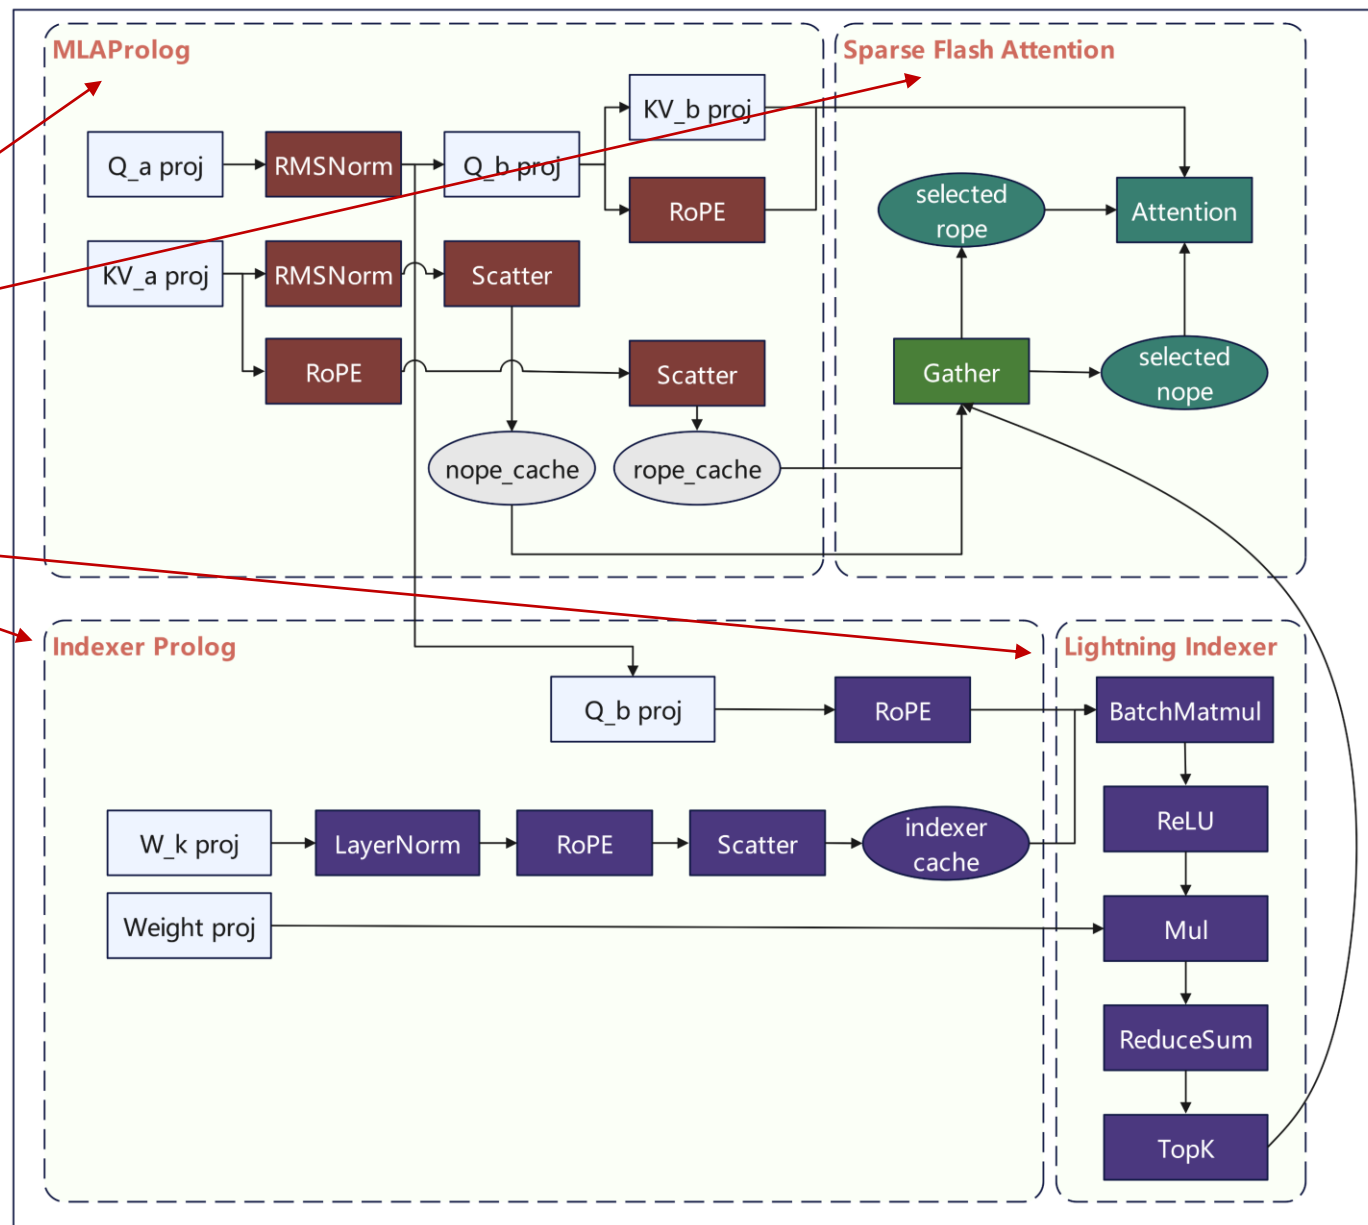 MLAProlog
Q_a proj
RMSNorm
Q_b proj
KV_b proj
RoPE
KV_a proj
RMSNorm
Scatter
RoPE
Scatter
nope_cache
rope_cache
Sparse Flash Attention
selected
rope
Attention
Gather
selected
nope
Indexer Prolog
Q_b proj
RoPE
W_k proj
LayerNorm
RoPE
Scatter
indexer
cache
Weight proj
Lightning Indexer
BatchMatmul
ReLU
Mul
ReduceSum
TopK